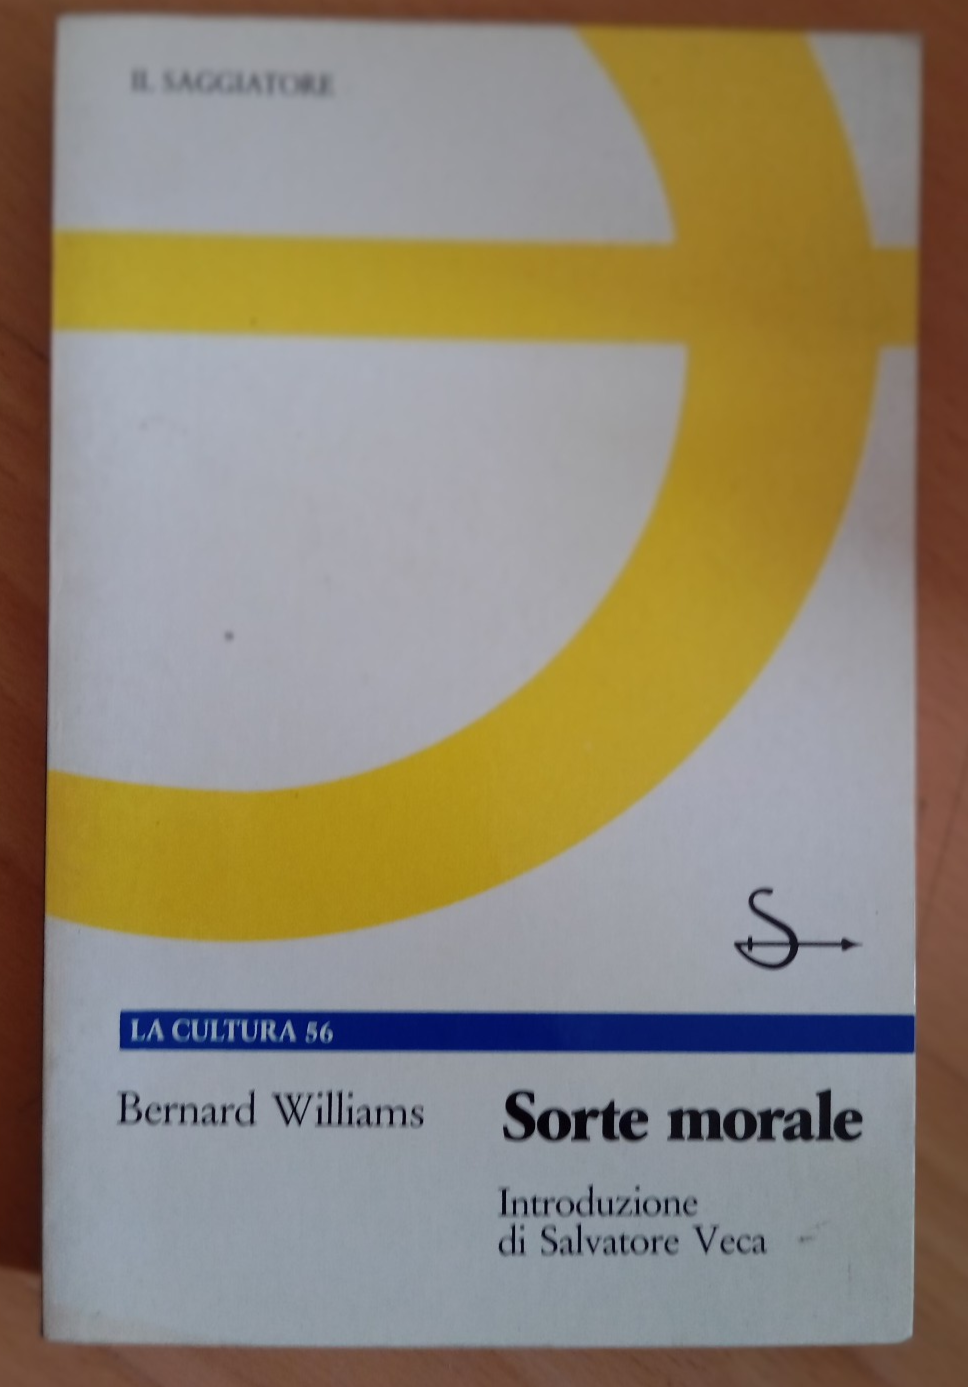 IL SAGGIATORE
S
LA CULTURA 56
Bernard Williams
Sorte morale
Introduzione
di Salvatore Veca